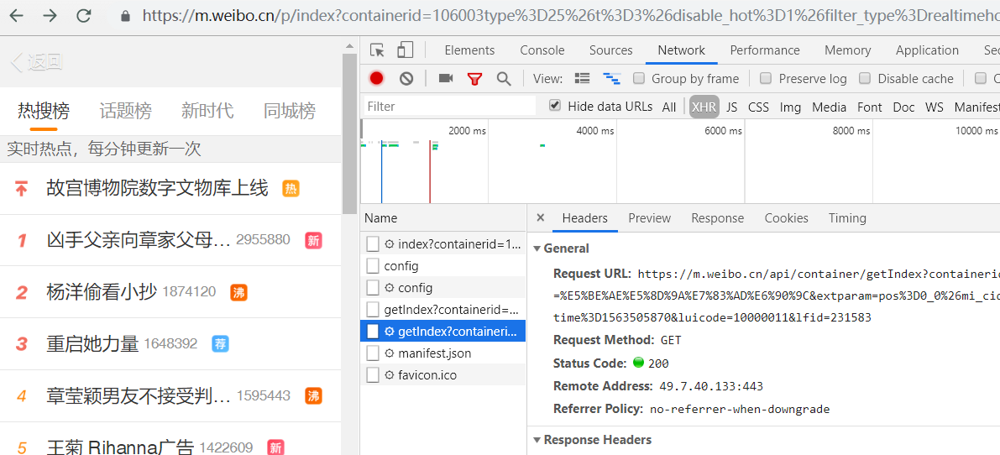 https://m.weibo.cn/p/index?containerid=106003type%3D25%26t%3D3%26disable_hot%3D1%26filter_type%3Drealtimeho
返回
热搜榜 话题榜 新时代 同城榜
实时热点，每分钟更新一次
故宫博物院数字文物库上线 热
1 凶手父亲向章家父母... 2955880 新
2 杨洋偷看小抄 1874120 沸
3 重启她力量 1648392 荐
4 章莹颖男友不接受判... 1595443 沸
5 王菊 Rihanna广告 1422609 新
Elements Console Sources Network Performance Memory Application Sec
View: Group by frame Preserve log Disable cache
Filter Hide data URLs All XHR JS CSS Img Media Font Doc WS Manifest
2000 ms 4000 ms 6000 ms 8000 ms 10000 ms
Name
index?containerid=1...
config
config
getIndex?containerid=...
getIndex?containeri...
manifest.json
favicon.ico
× Headers Preview Response Cookies Timing
General
Request URL: https://m.weibo.cn/api/container/getIndex?containerid
=%E5%BE%AE%E5%8D%9A%E7%83%AD%E6%90%9C&extparam=pos%3D0_0%26mi_cid
time%3D1563505870&luicode=10000011&lfid=231583
Request Method: GET
Status Code: 200
Remote Address: 49.7.40.133:443
Referrer Policy: no-referrer-when-downgrade
Response Headers